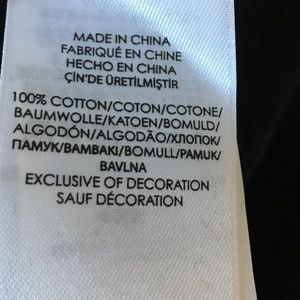 MADE IN CHINA
FABRIQUÉ EN CHINE
HECHO EN CHINA
ÇİN'DE ÜRETİLMİŞTİR
100% COTTON/COTON/COTONE/
BAUMWOLLE/KATOEN/BOMULD/
ALGODÓN/ALGODÃO/ХЛОПОК/
ПАМУК/ΒΑΜΒΑΚΙ/BOMULL/PAMUK/
BAVLNA
EXCLUSIVE OF DECORATION
SAUF DÉCORATION